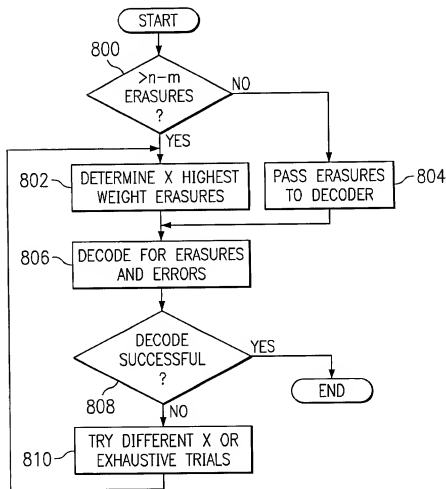 START
800
>n-m
ERASURES
?
NO
YES
802
DETERMINE X HIGHEST
WEIGHT ERASURES
PASS ERASURES
TO DECODER
804
806
DECODE FOR ERASURES
AND ERRORS
DECODE
SUCCESSFUL
?
YES
808
END
NO
810
TRY DIFFERENT X OR
EXHAUSTIVE TRIALS